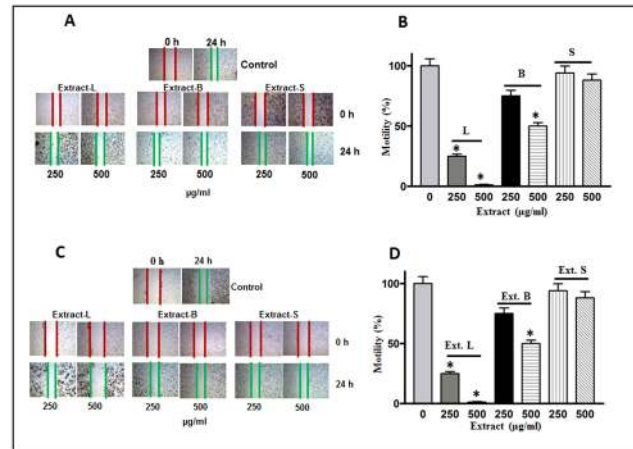 A
0 h 24 h
Control
Extract-L Extract-B Extract-S
0 h
24 h
250 500 250 500 250 500
µg/ml
B
Motility (%)
100
50
0
L
B
S
* * *
0 250 500 250 500 250 500
Extract (µg/ml)
C
0 h 24 h
Control
Extract-L Extract-B Extract-S
0 h
24 h
250 500 250 500 250 500
µg/ml
D
Motility (%)
100
50
0
Ext. L
Ext. B
Ext. S
* * *
0 250 500 250 500 250 500
Extract (µg/ml)